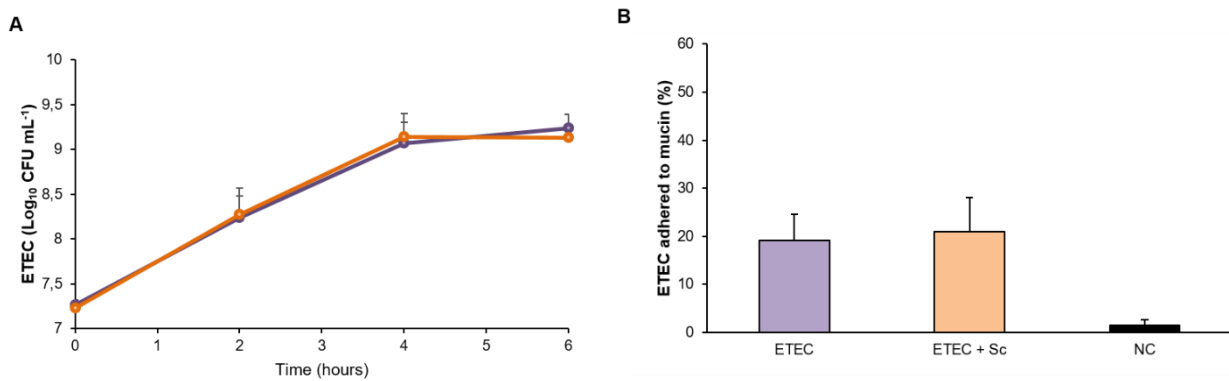 A
ETEC (Log₁₀ CFU mL⁻¹)
10
9,5
9
8,5
8
7,5
7
0
1
2
3
4
5
6
Time (hours)
B
ETEC adhered to mucin (%)
60
50
40
30
20
10
0
ETEC
ETEC + Sc
NC